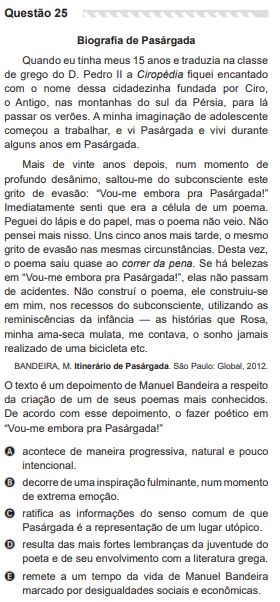 Questão 25
Biografia de Pasárgada
Quando eu tinha meus 15 anos e traduzia na classe
de grego do D. Pedro II a Ciropédia fiquei encantado
com o nome dessa cidadezinha fundada por Ciro,
o Antigo, nas montanhas do sul da Pérsia, para lá
passar os verões. A minha imaginação de adolescente
começou a trabalhar, e vi Pasárgada e vivi durante
alguns anos em Pasárgada.
Mais de vinte anos depois, num momento de
profundo desânimo, saltou-me do subconsciente este
grito de evasão: “Vou-me embora pra Pasárgada!”
Imediatamente senti que era a célula de um poema.
Peguei do lápis e do papel, mas o poema não veio. Não
pensei mais nisso. Uns cinco anos mais tarde, o mesmo
grito de evasão nas mesmas circunstâncias. Desta vez,
o poema saiu quase ao correr da pena. Se há belezas
em “Vou-me embora pra Pasárgada!”, elas não passam
de acidentes. Não construí o poema, ele construiu-se
em mim, nos recessos do subconsciente, utilizando as
reminiscências da infância — as histórias que Rosa,
minha ama-seca mulata, me contava, o sonho jamais
realizado de uma bicicleta etc.
BANDEIRA, M. Itinerário de Pasárgada. São Paulo: Global, 2012.
O texto é um depoimento de Manuel Bandeira a respeito
da criação de um de seus poemas mais conhecidos.
De acordo com esse depoimento, o fazer poético em
“Vou-me embora pra Pasárgada!”
A acontece de maneira progressiva, natural e pouco
intencional.
B decorre de uma inspiração fulminante, num momento
de extrema emoção.
C ratifica as informações do senso comum de que
Pasárgada é a representação de um lugar utópico.
D resulta das mais fortes lembranças da juventude do
poeta e de seu envolvimento com a literatura grega.
E remete a um tempo da vida de Manuel Bandeira
marcado por desigualdades sociais e econômicas.